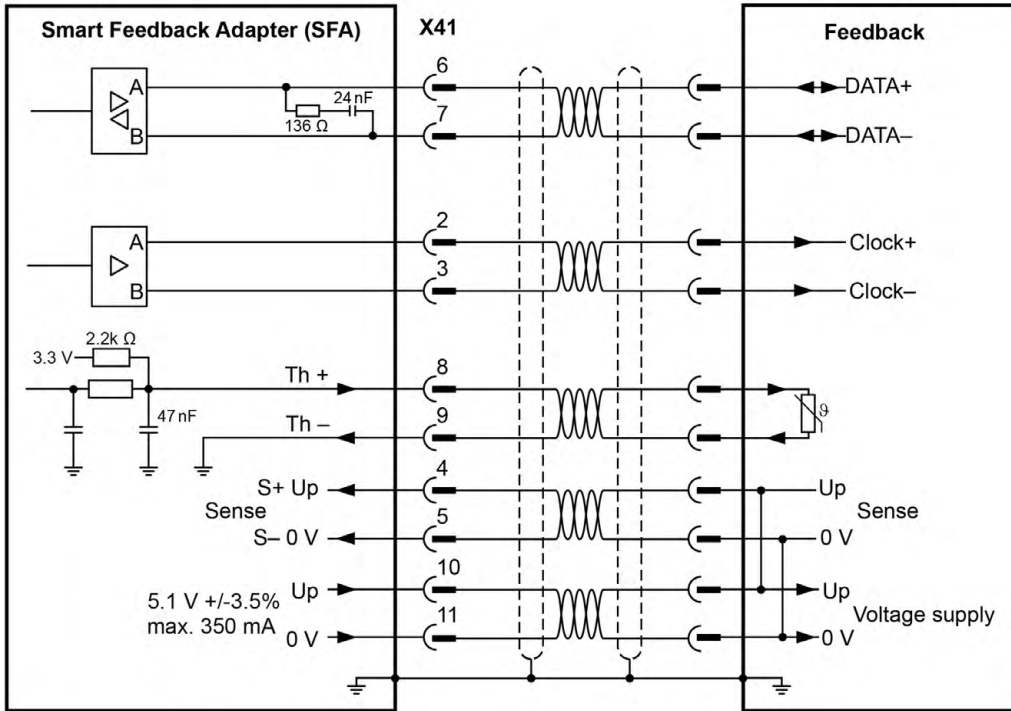 Smart Feedback Adapter (SFA)
X41
Feedback
A
B
136 Ω
24 nF
6
7
DATA+
DATA–
A
B
2
3
Clock+
Clock–
3.3 V
2.2k Ω
47 nF
Th +
Th –
8
9
ϑ
S+ Up
Sense
S– 0 V
4
5
Up
Sense
0 V
5.1 V +/-3.5%
max. 350 mA
Up
0 V
10
11
Up
Voltage supply
0 V